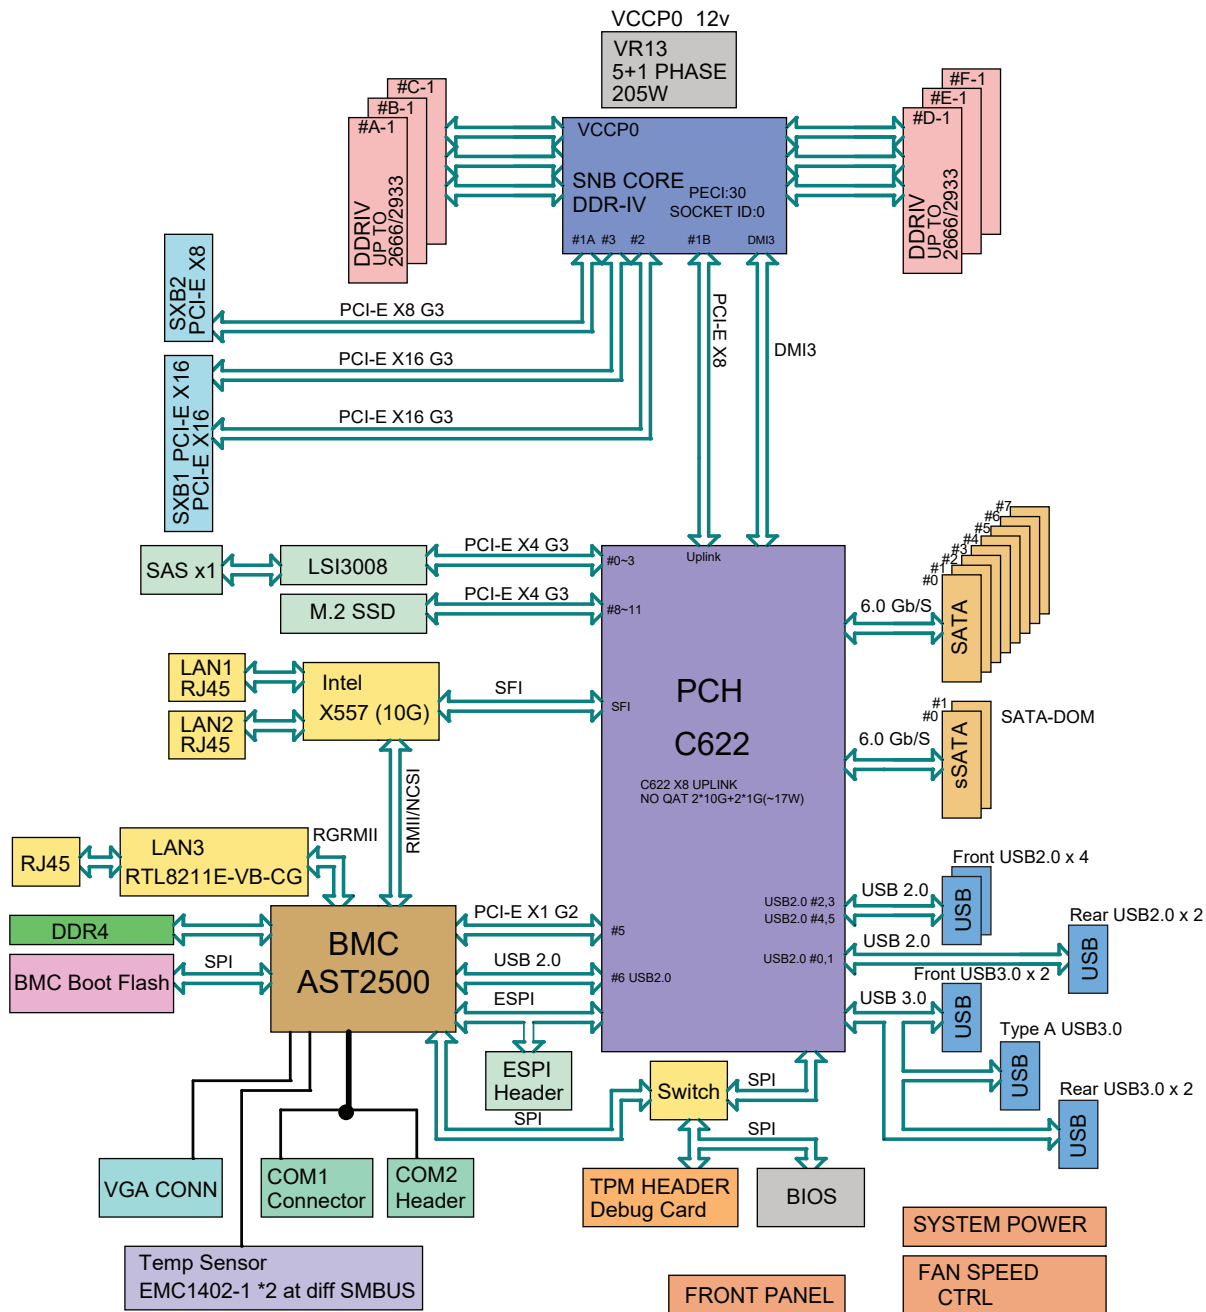 VCCP0 12v
VR13
5+1 PHASE
205W
#C-1
#B-1
#A-1
DDRIV
UP TO
2666/2933
VCCP0
SNB CORE
DDR-IV
PECI:30
SOCKET ID:0
#1A
#3
#2
#1B
DMI3
#F-1
#E-1
#D-1
DDRIV
UP TO
2666/2933
SXB2
PCI-E X8
PCI-E X8 G3
SXB1 PCI-E X16
PCI-E X16
PCI-E X16 G3
PCI-E X16 G3
PCI-E X8
DMI3
SAS x1
LSI3008
PCI-E X4 G3
#0~3
M.2 SSD
PCI-E X4 G3
#8~11
Uplink
LAN1
RJ45
LAN2
RJ45
Intel
X557 (10G)
SFI
SFI
PCH
C622
C622 X8 UPLINK
NO QAT 2*10G+2*1G(~17W)
6.0 Gb/S
#7
#6
#5
#4
#3
#2
#1
#0
SATA
6.0 Gb/S
#1
#0
sSATA
SATA-DOM
RJ45
LAN3
RTL8211E-VB-CG
RGRMII
RMII/NCSI
DDR4
BMC Boot Flash
SPI
BMC
AST2500
PCI-E X1 G2
#5
USB 2.0
#6 USB2.0
ESPI
ESPI
Header
USB2.0 #2,3
USB2.0 #4,5
USB2.0 #0,1
USB 2.0
Front USB2.0 x 4
USB
USB 2.0
Rear USB2.0 x 2
USB
Front USB3.0 x 2
USB 3.0
USB
Type A USB3.0
USB
Rear USB3.0 x 2
USB
Switch
SPI
SPI
SPI
VGA CONN
COM1
Connector
COM2
Header
TPM HEADER
Debug Card
BIOS
Temp Sensor
EMC1402-1 *2 at diff SMBUS
SYSTEM POWER
FRONT PANEL
FAN SPEED
CTRL